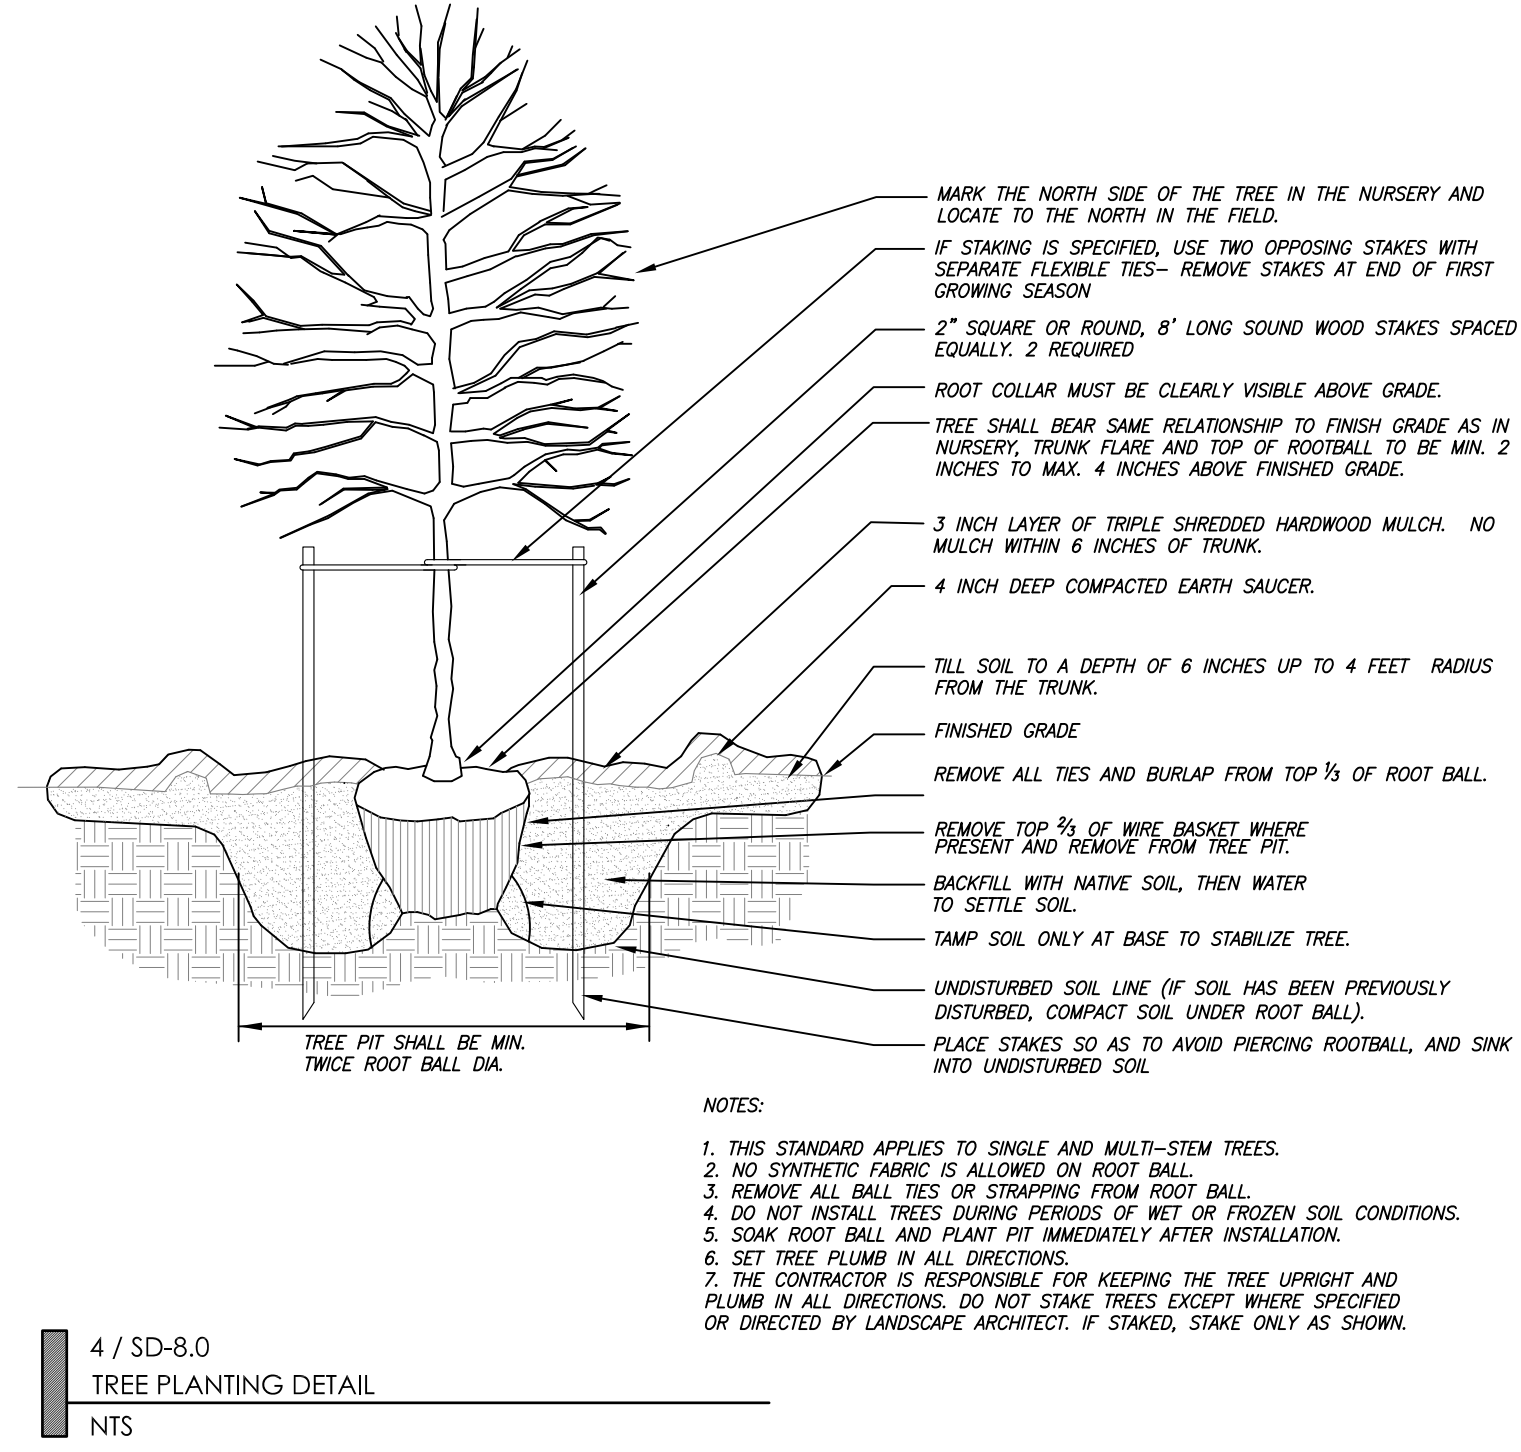 MARK THE NORTH SIDE OF THE TREE IN THE NURSERY AND
LOCATE TO THE NORTH IN THE FIELD.
IF STAKING IS SPECIFIED, USE TWO OPPOSING STAKES WITH
SEPARATE FLEXIBLE TIES– REMOVE STAKES AT END OF FIRST
GROWING SEASON
2" SQUARE OR ROUND, 8' LONG SOUND WOOD STAKES SPACED
EQUALLY. 2 REQUIRED
ROOT COLLAR MUST BE CLEARLY VISIBLE ABOVE GRADE.
TREE SHALL BEAR SAME RELATIONSHIP TO FINISH GRADE AS IN
NURSERY, TRUNK FLARE AND TOP OF ROOTBALL TO BE MIN. 2
INCHES TO MAX. 4 INCHES ABOVE FINISHED GRADE.
3 INCH LAYER OF TRIPLE SHREDDED HARDWOOD MULCH. NO
MULCH WITHIN 6 INCHES OF TRUNK.
4 INCH DEEP COMPACTED EARTH SAUCER.
TILL SOIL TO A DEPTH OF 6 INCHES UP TO 4 FEET RADIUS
FROM THE TRUNK.
FINISHED GRADE
REMOVE ALL TIES AND BURLAP FROM TOP ⅓ OF ROOT BALL.
REMOVE TOP ⅔ OF WIRE BASKET WHERE
PRESENT AND REMOVE FROM TREE PIT.
BACKFILL WITH NATIVE SOIL, THEN WATER
TO SETTLE SOIL.
TAMP SOIL ONLY AT BASE TO STABILIZE TREE.
UNDISTURBED SOIL LINE (IF SOIL HAS BEEN PREVIOUSLY
DISTURBED, COMPACT SOIL UNDER ROOT BALL).
PLACE STAKES SO AS TO AVOID PIERCING ROOTBALL, AND SINK
INTO UNDISTURBED SOIL
TREE PIT SHALL BE MIN.
TWICE ROOT BALL DIA.
NOTES:
1. THIS STANDARD APPLIES TO SINGLE AND MULTI–STEM TREES.
2. NO SYNTHETIC FABRIC IS ALLOWED ON ROOT BALL.
3. REMOVE ALL BALL TIES OR STRAPPING FROM ROOT BALL.
4. DO NOT INSTALL TREES DURING PERIODS OF WET OR FROZEN SOIL CONDITIONS.
5. SOAK ROOT BALL AND PLANT PIT IMMEDIATELY AFTER INSTALLATION.
6. SET TREE PLUMB IN ALL DIRECTIONS.
7. THE CONTRACTOR IS RESPONSIBLE FOR KEEPING THE TREE UPRIGHT AND
PLUMB IN ALL DIRECTIONS. DO NOT STAKE TREES EXCEPT WHERE SPECIFIED
OR DIRECTED BY LANDSCAPE ARCHITECT. IF STAKED, STAKE ONLY AS SHOWN.
4 / SD-8.0
TREE PLANTING DETAIL
NTS